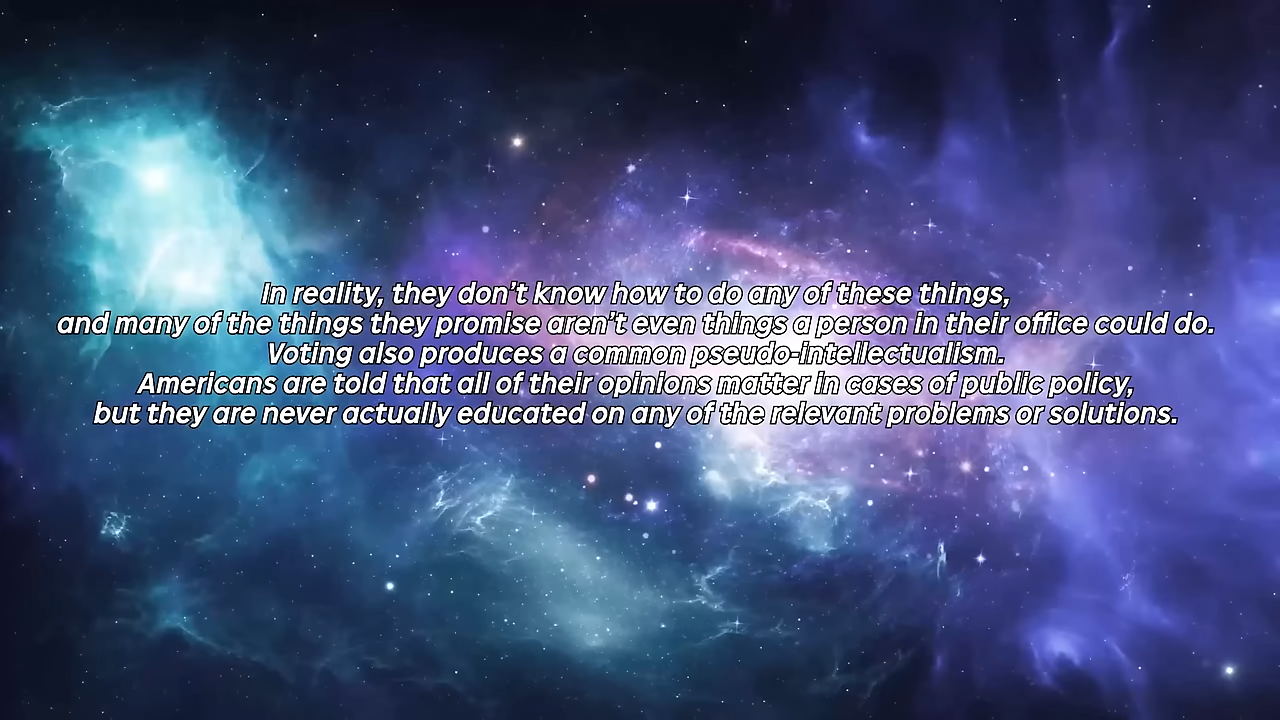 In reality, they don't know how to do any of these things,
and many of the things they promise aren't even things a person in their office could do.
Voting also produces a common pseudo-intellectualism.
Americans are told that all of their opinions matter in cases of public policy,
but they are never actually educated on any of the relevant problems or solutions.